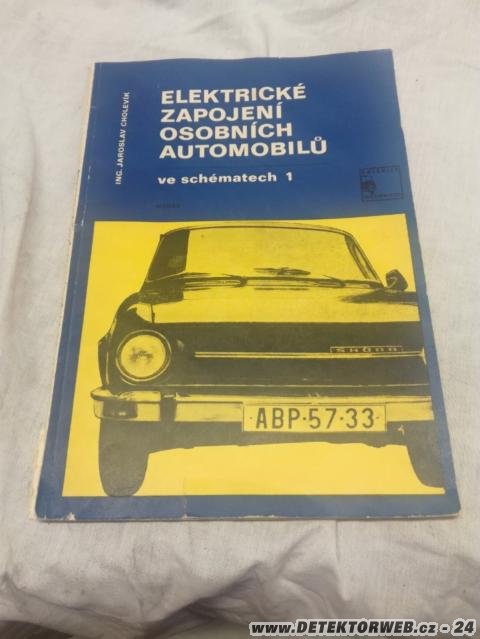 ING. JAROSLAV CHOLEVÍK
ELEKTRICKÉ
ZAPOJENÍ
OSOBNÍCH
AUTOMOBILŮ
ve schématech 1
ŠKODA
ABP·57·33
www.DETEKTORWEB.cz - 24